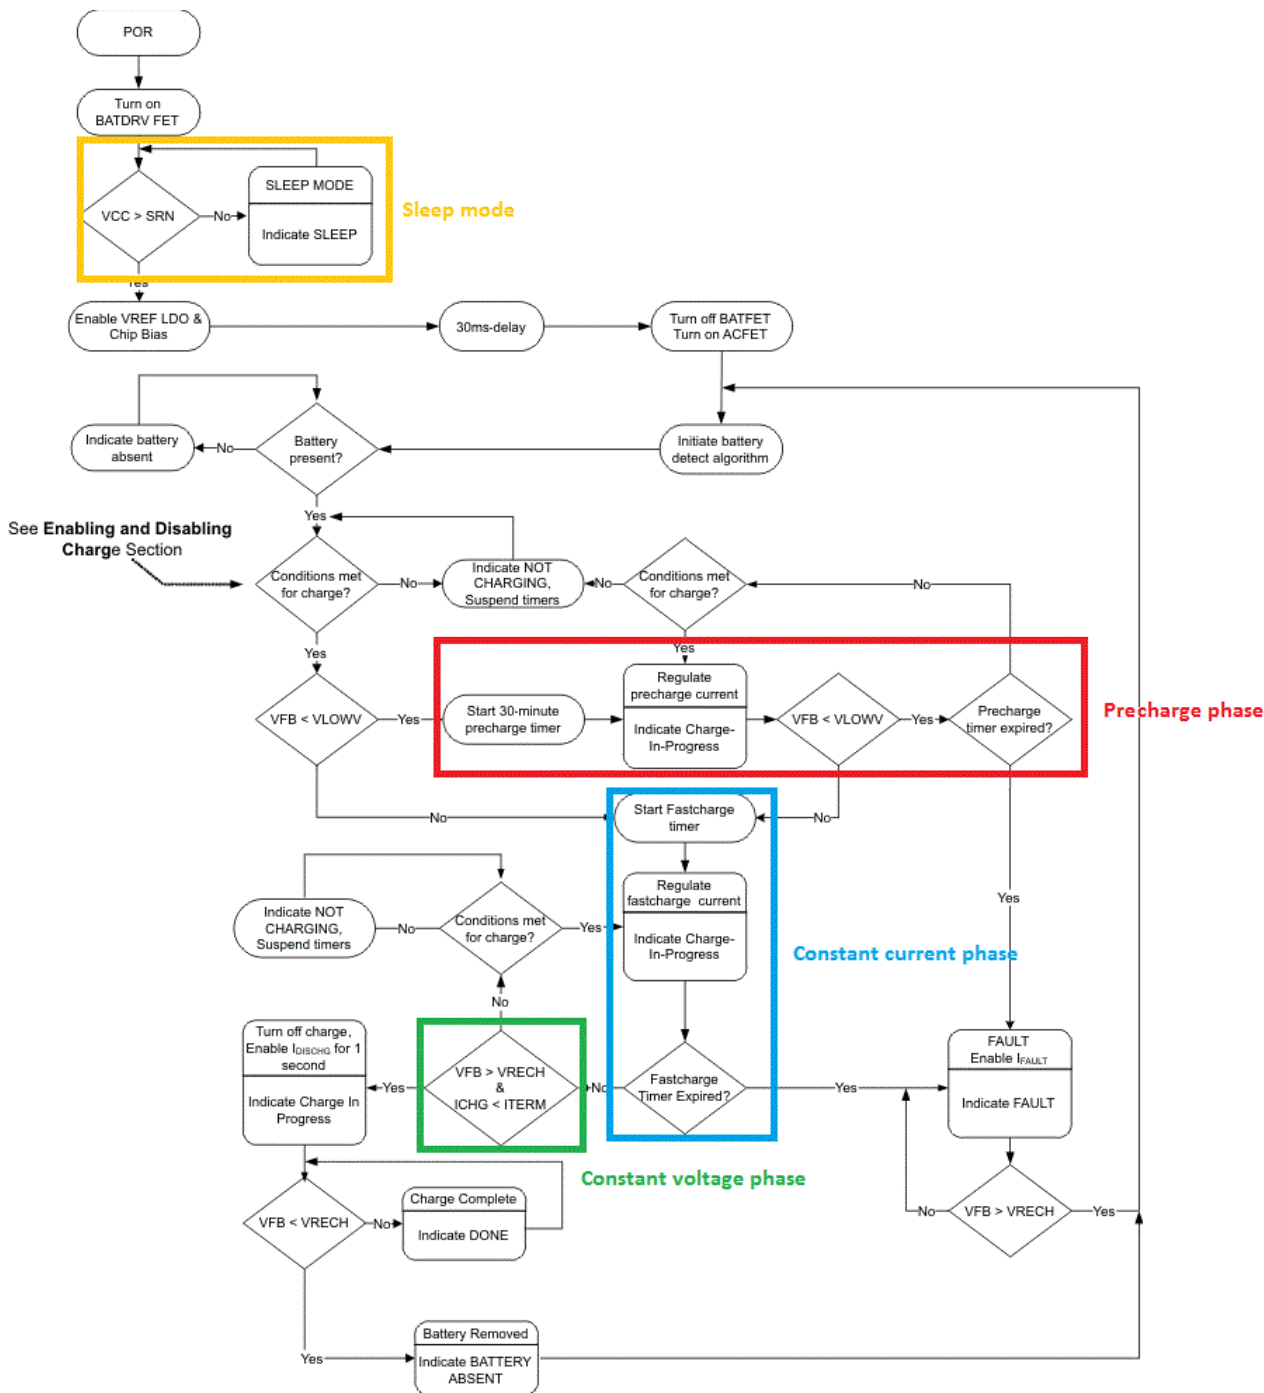 POR
Turn on
BATDRV FET
VCC > SRN
No
SLEEP MODE
Indicate SLEEP
Sleep mode
Yes
Enable VREF LDO &
Chip Bias
30ms-delay
Turn off BATFET
Turn on ACFET
Indicate battery
absent
No
Battery
present?
Initiate battery
detect algorithm
Yes
See Enabling and Disabling
Charge Section
Conditions met
for charge?
No
Indicate NOT
CHARGING,
Suspend timers
No
Conditions met
for charge?
No
Yes
Yes
VFB < VLOWV
Yes
Start 30-minute
precharge timer
Regulate
precharge current
Indicate Charge-
In-Progress
VFB < VLOWV
Yes
Precharge
timer expired?
Precharge phase
No
Start Fastcharge
timer
No
Indicate NOT
CHARGING,
Suspend timers
No
Conditions met
for charge?
Yes
Regulate
fastcharge current
Indicate Charge-
In-Progress
Yes
Constant current phase
No
Turn off charge,
Enable IDISCHG for 1
second
Indicate Charge In
Progress
Yes
VFB > VRECH
&
ICHG < ITERM
No
Fastcharge
Timer Expired?
Yes
FAULT
Enable IFAULT
Indicate FAULT
Constant voltage phase
VFB < VRECH
No
Charge Complete
Indicate DONE
No
VFB > VRECH
Yes
Yes
Battery Removed
Indicate BATTERY
ABSENT